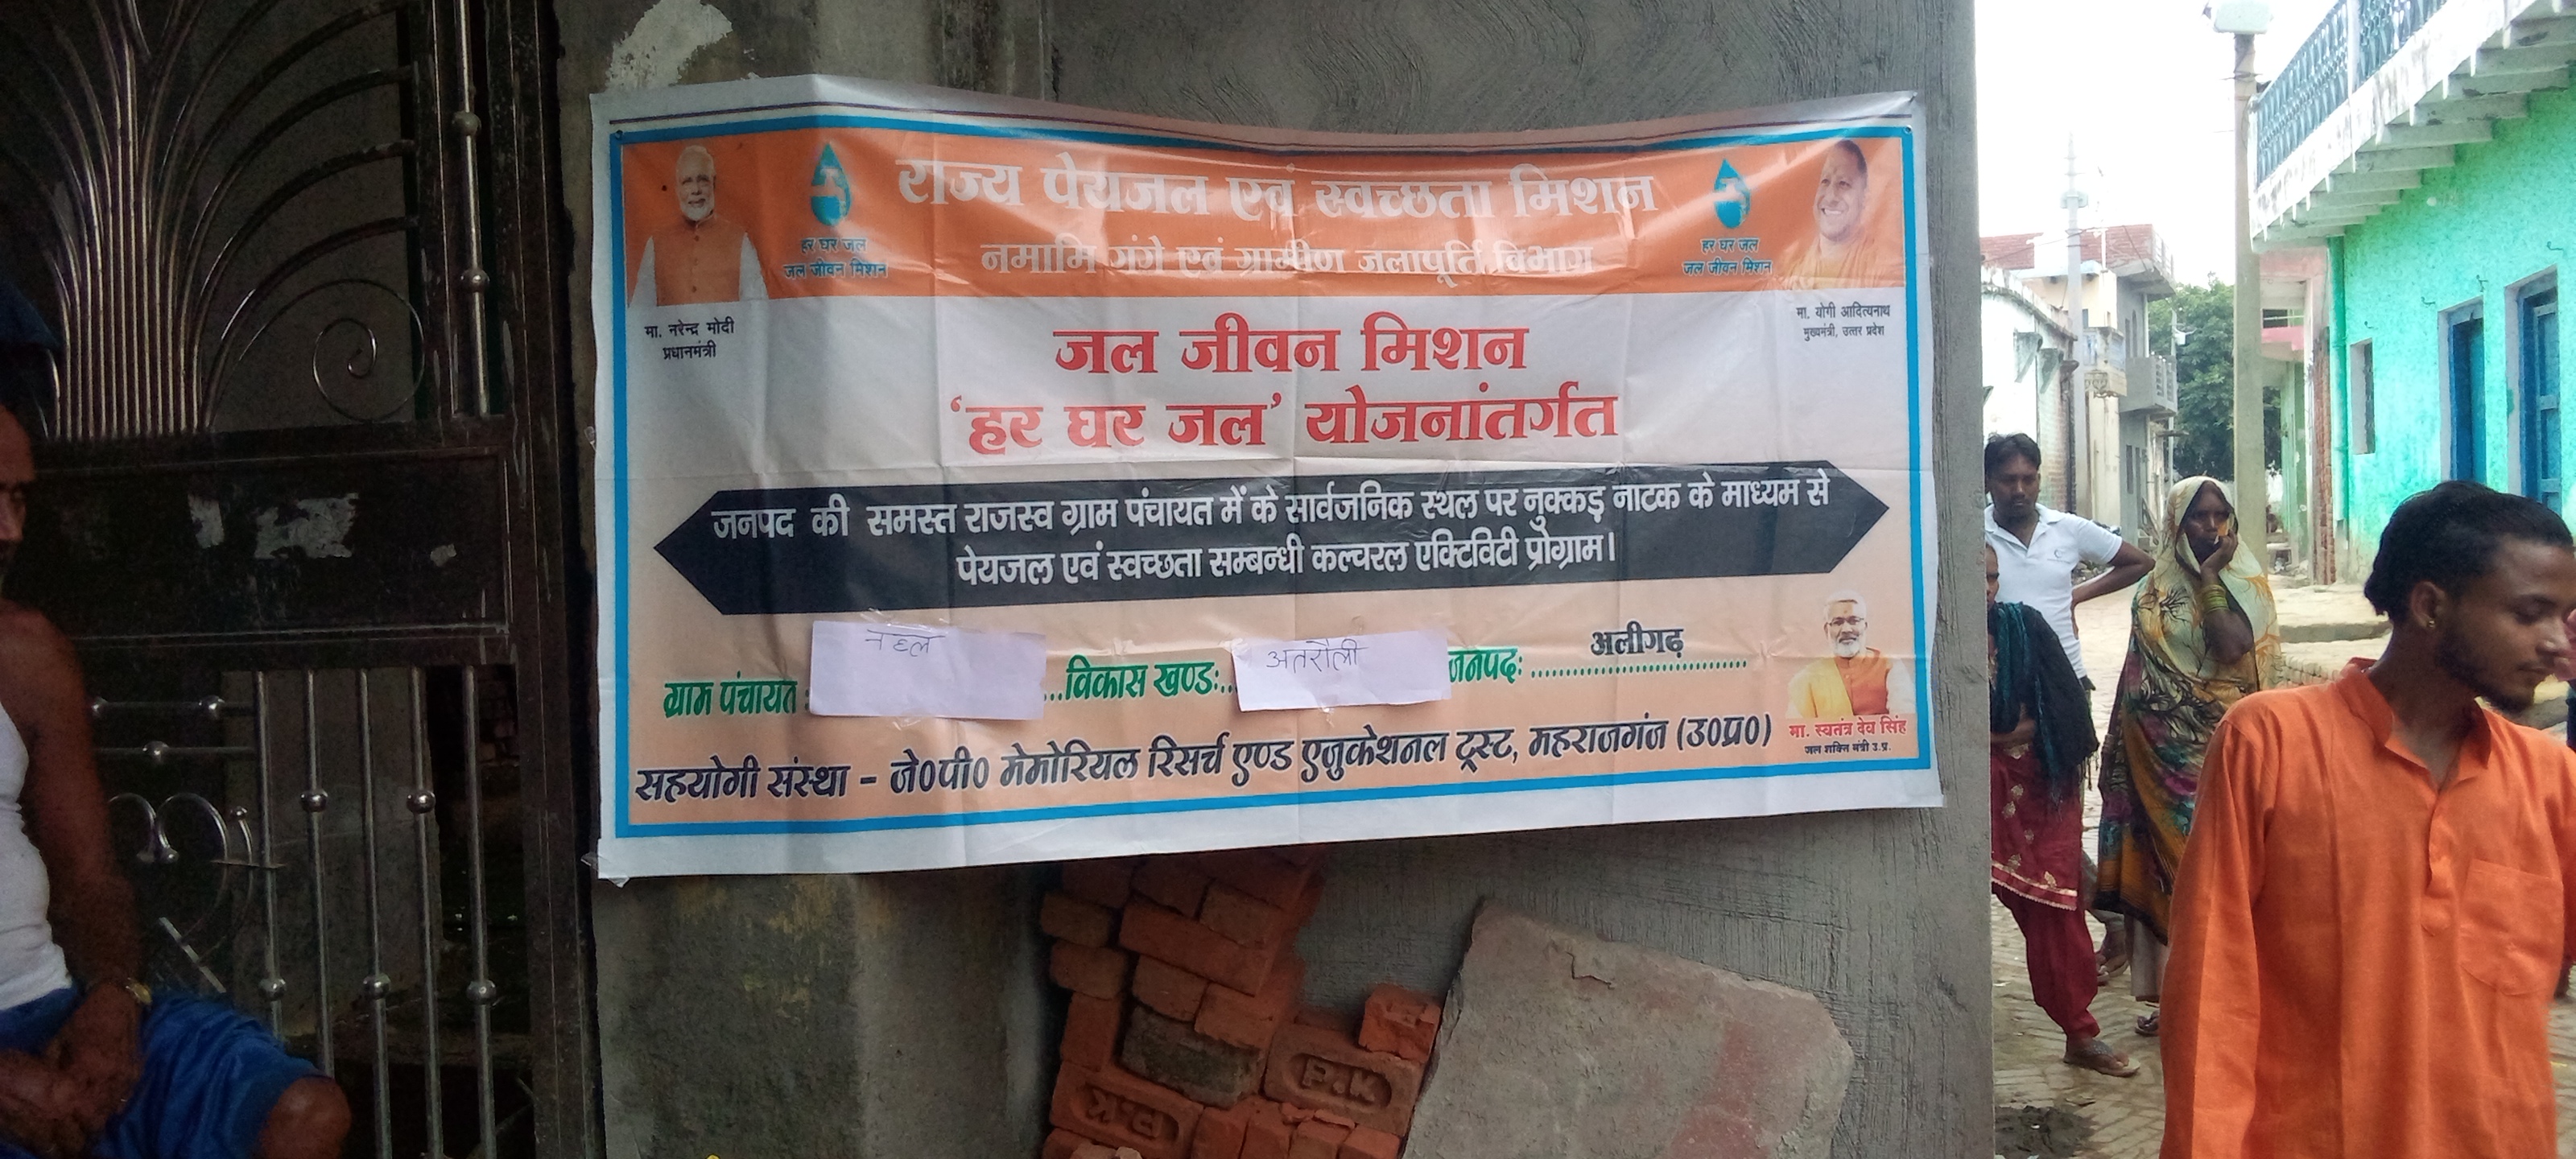 राज्य पेयजल एवं स्वच्छता मिशन
नमामि गंगे एवं ग्रामीण जलापूर्ति विभाग
हर घर जल
जल जीवन मिशन
हर घर जल
जल जीवन मिशन
मा. नरेन्द्र मोदी
प्रधानमंत्री
मा. योगी आदित्यनाथ
मुख्यमंत्री, उत्तर प्रदेश
जल जीवन मिशन
‘हर घर जल’ योजनांतर्गत
जनपद की समस्त राजस्व ग्राम पंचायत में के सार्वजनिक स्थल पर नुक्कड़ नाटक के माध्यम से
पेयजल एवं स्वच्छता सम्बन्धी कल्चरल एक्टिविटी प्रोग्राम।
ग्राम पंचायत : ...विकास खण्ड:.. अतरौली जनपद: .............................. अलीगढ़
मा. स्वतंत्र देव सिंह
जल शक्ति मंत्री उ.प्र.
सहयोगी संस्था – जे0पी0 मेमोरियल रिसर्च एण्ड एजुकेशनल ट्रस्ट, महराजगंज (उ0प्र0)
P.K
P.K